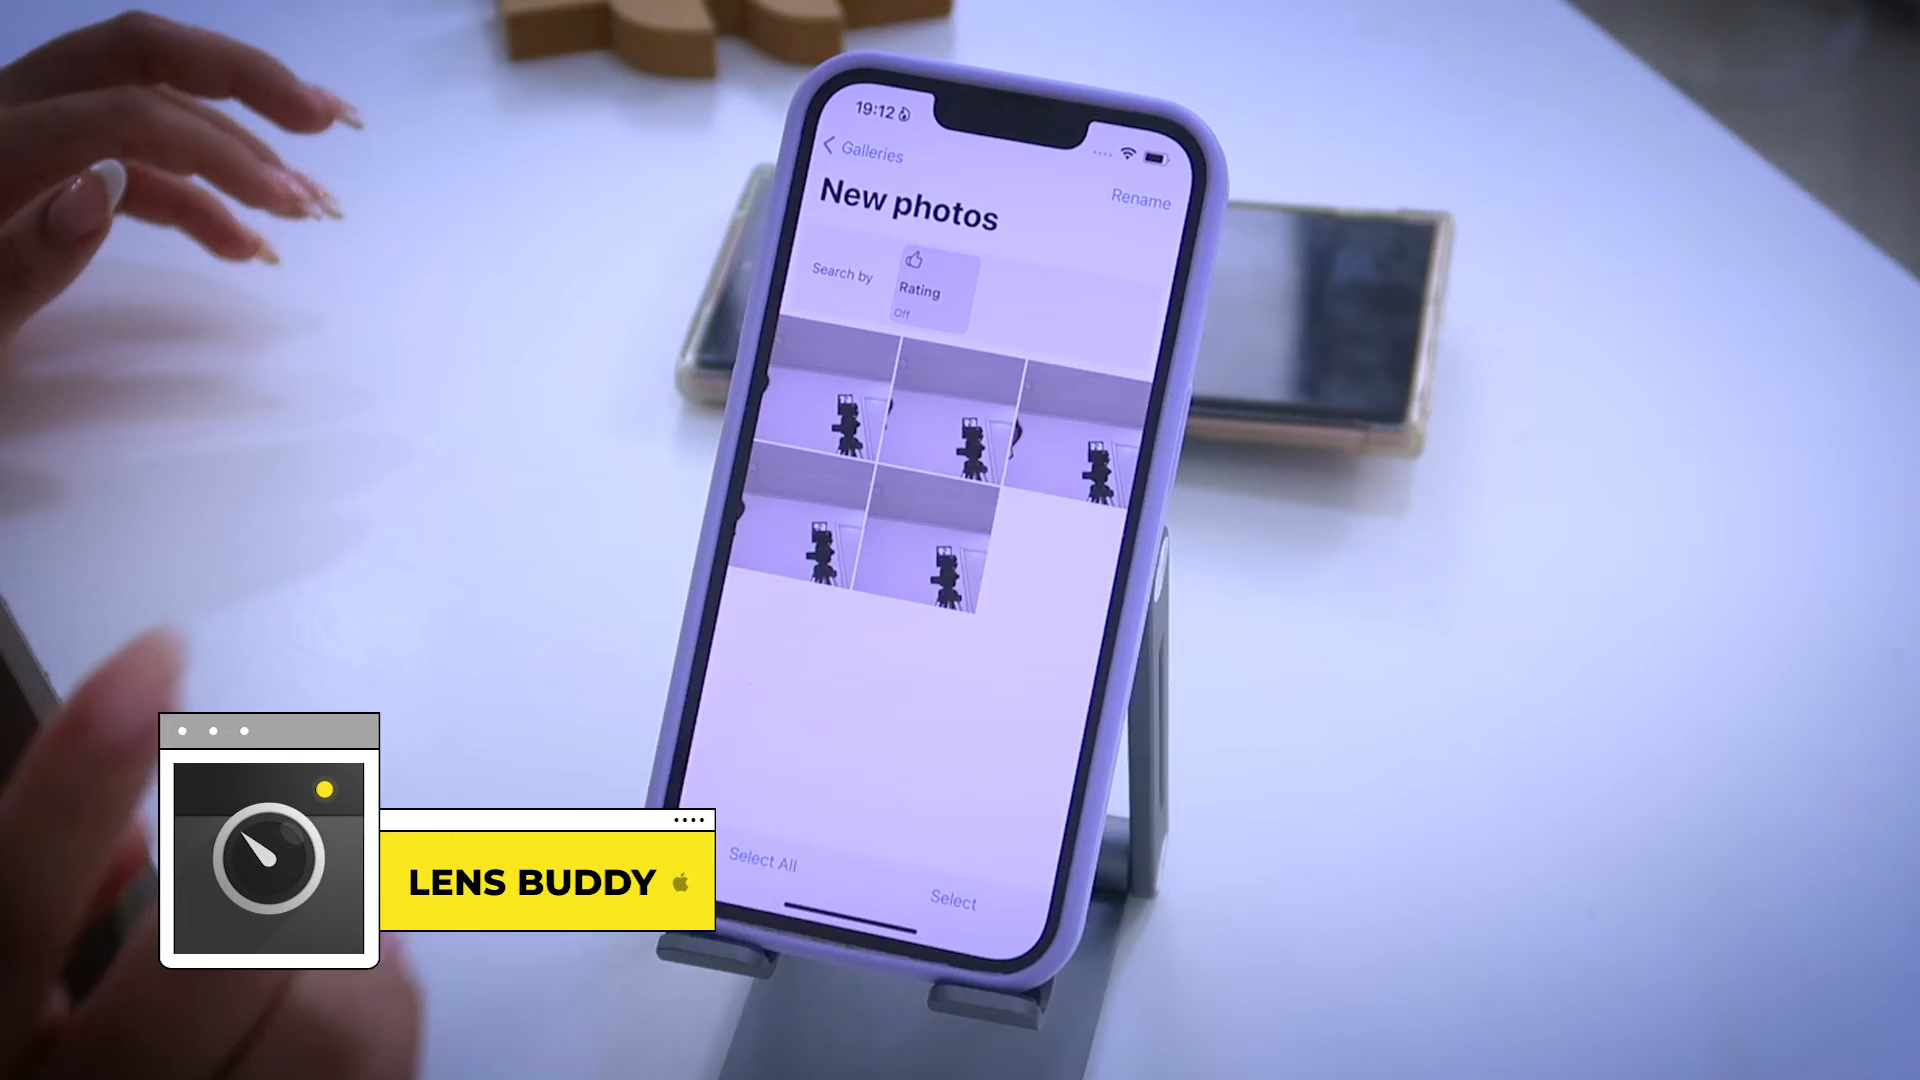 19:12
Galleries
Rename
New photos
Search by
Rating
Off
Select All
Select
LENS BUDDY